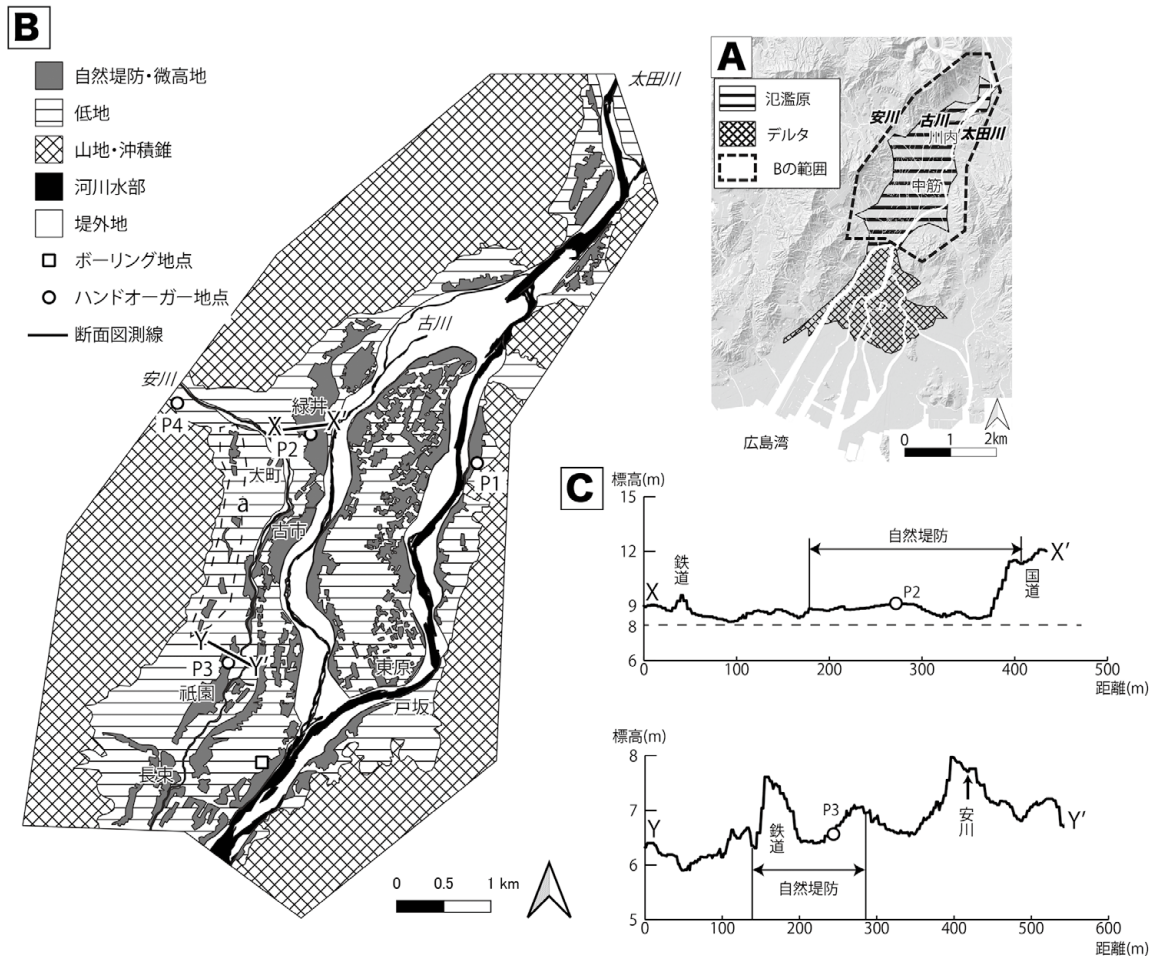 B
自然堤防・微高地
低地
山地・沖積錐
河川水部
堤外地
ボーリング地点
ハンドオーガー地点
断面図測線
太田川
古川
安川
P4
緑井
X
X′
P2
大町
a
P1
古市
Y
Y′
P3
祇園
東原
戸坂
長束
0 0.5 1 km
A
氾濫原
デルタ
Bの範囲
安川
古川
川内
太田川
中筋
広島湾
0 1 2km
C
標高(m)
15
12
9
8
6
X
鉄道
自然堤防
P2
国道
X′
0 100 200 300 400 500
距離(m)
標高(m)
8
7
6
5
Y
鉄道
P3
自然堤防
安川
Y′
0 100 200 300 400 500 600
距離(m)